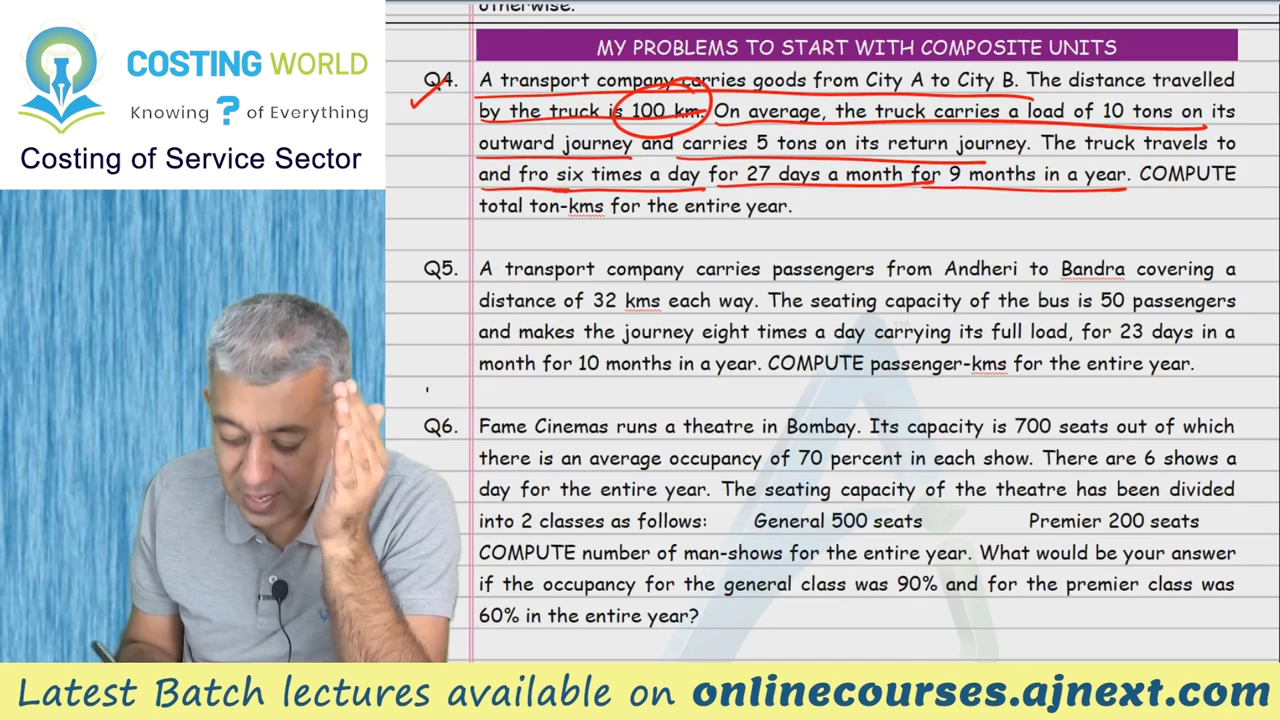 otherwise.
MY PROBLEMS TO START WITH COMPOSITE UNITS
COSTING WORLD
Knowing ? of Everything
Costing of Service Sector
Q4. A transport company carries goods from City A to City B. The distance travelled
by the truck is 100 km. On average, the truck carries a load of 10 tons on its
outward journey and carries 5 tons on its return journey. The truck travels to
and fro six times a day for 27 days a month for 9 months in a year. COMPUTE
total ton-kms for the entire year.
Q5. A transport company carries passengers from Andheri to Bandra covering a
distance of 32 kms each way. The seating capacity of the bus is 50 passengers
and makes the journey eight times a day carrying its full load, for 23 days in a
month for 10 months in a year. COMPUTE passenger-kms for the entire year.
Q6. Fame Cinemas runs a theatre in Bombay. Its capacity is 700 seats out of which
there is an average occupancy of 70 percent in each show. There are 6 shows a
day for the entire year. The seating capacity of the theatre has been divided
into 2 classes as follows: General 500 seats Premier 200 seats
COMPUTE number of man-shows for the entire year. What would be your answer
if the occupancy for the general class was 90% and for the premier class was
60% in the entire year?
Latest Batch lectures available on onlinecourses.ajnext.com